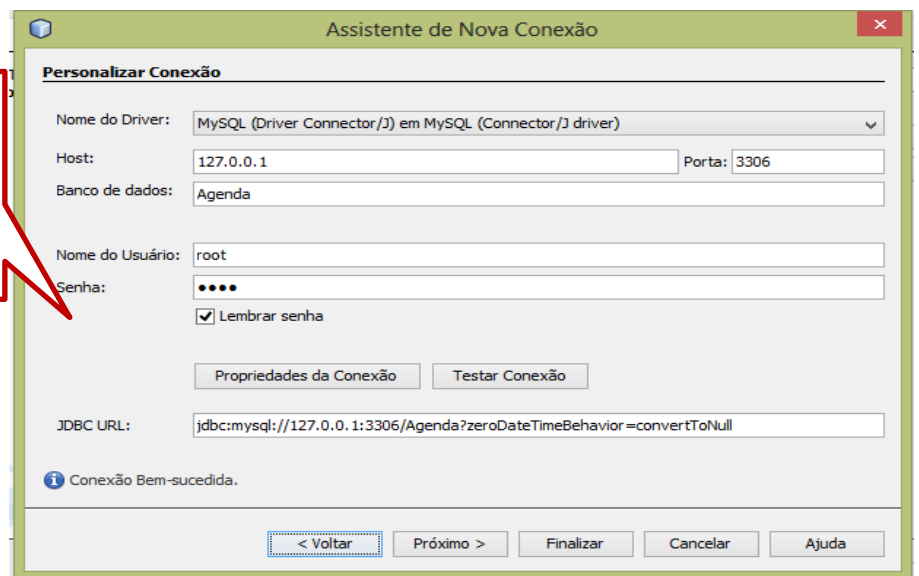 Assistente de Nova Conexão
Personalizar Conexão
Nome do Driver: MySQL (Driver Connector/J) em MySQL (Connector/J driver)
Host: 127.0.0.1 Porta: 3306
Banco de dados: Agenda
Nome do Usuário: root
Senha: ••••
Lembrar senha
Propriedades da Conexão Testar Conexão
JDBC URL: jdbc:mysql://127.0.0.1:3306/Agenda?zeroDateTimeBehavior=convertToNull
Conexão Bem-sucedida.
< Voltar Próximo > Finalizar Cancelar Ajuda